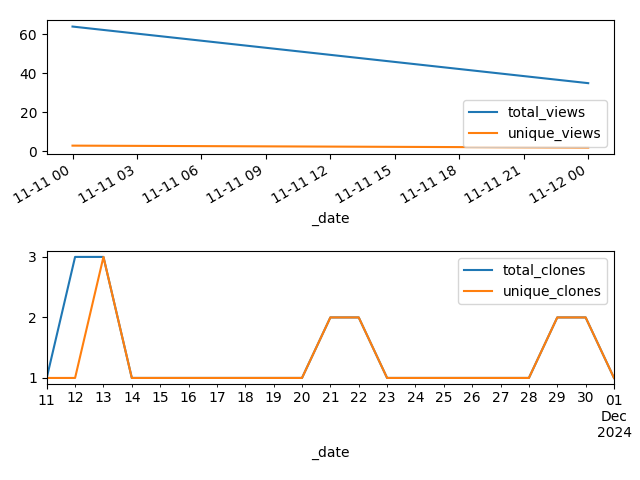 60
40
20
0
total_views
unique_views
11-11 00 11-11 03 11-11 06 11-11 09 11-11 12 11-11 15 11-11 18 11-11 21 11-12 00
_date
3
2
1
total_clones
unique_clones
11 12 13 14 15 16 17 18 19 20 21 22 23 24 25 26 27 28 29 30 01
Dec
2024
_date